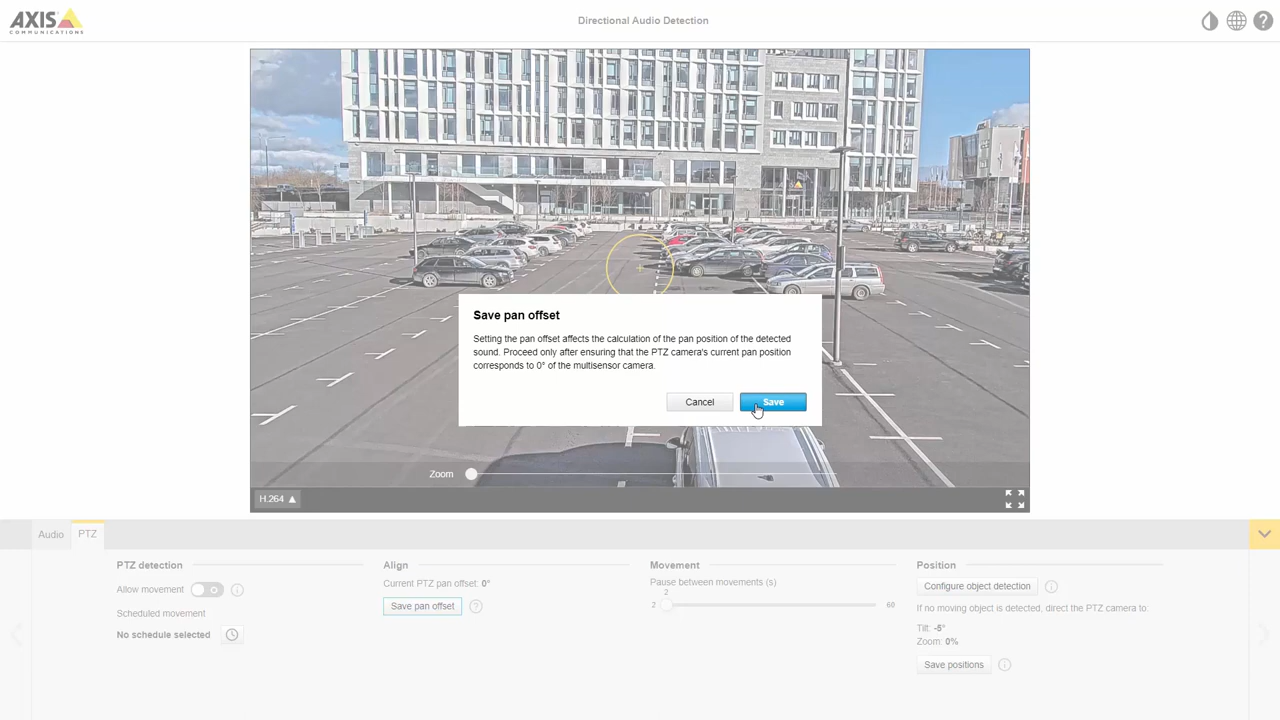 AXIS
COMMUNICATIONS
Directional Audio Detection
Save pan offset
Setting the pan offset affects the calculation of the pan position of the detected
sound. Proceed only after ensuring that the PTZ camera's current pan position
corresponds to 0° of the multisensor camera.
Cancel
Save
Zoom
H.264
Audio
PTZ
PTZ detection
Allow movement
Scheduled movement
No schedule selected
Align
Current PTZ pan offset: 0°
Save pan offset
Movement
Pause between movements (s)
2
2
60
Position
Configure object detection
If no moving object is detected, direct the PTZ camera to:
Tilt: -5°
Zoom: 0%
Save positions